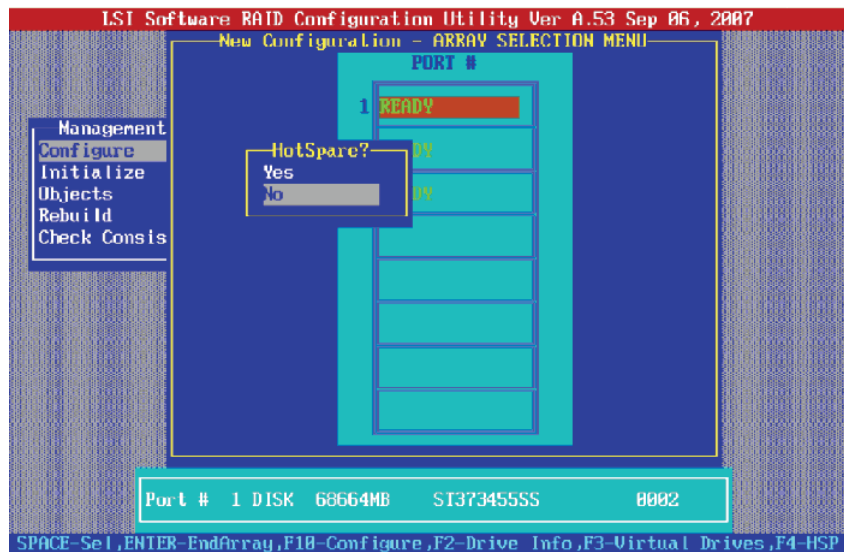 LSI Software RAID Configuration Utility Ver A.53 Sep 06, 2007
New Configuration - ARRAY SELECTION MENU
PORT #
1 READY
Management
Configure
Initialize
Objects
Rebuild
Check Consis
HotSpare?
Yes
No
DY
DY
Port # 1 DISK 68664MB ST373455SS 0002
SPACE-Sel,ENTER-EndArray,F10-Configure,F2-Drive Info,F3-Virtual Drives,F4-HSP